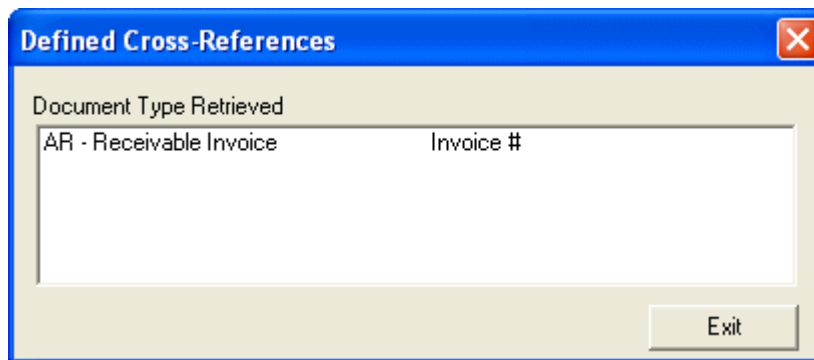 Defined Cross-References
Document Type Retrieved
AR - Receivable Invoice Invoice #
Exit